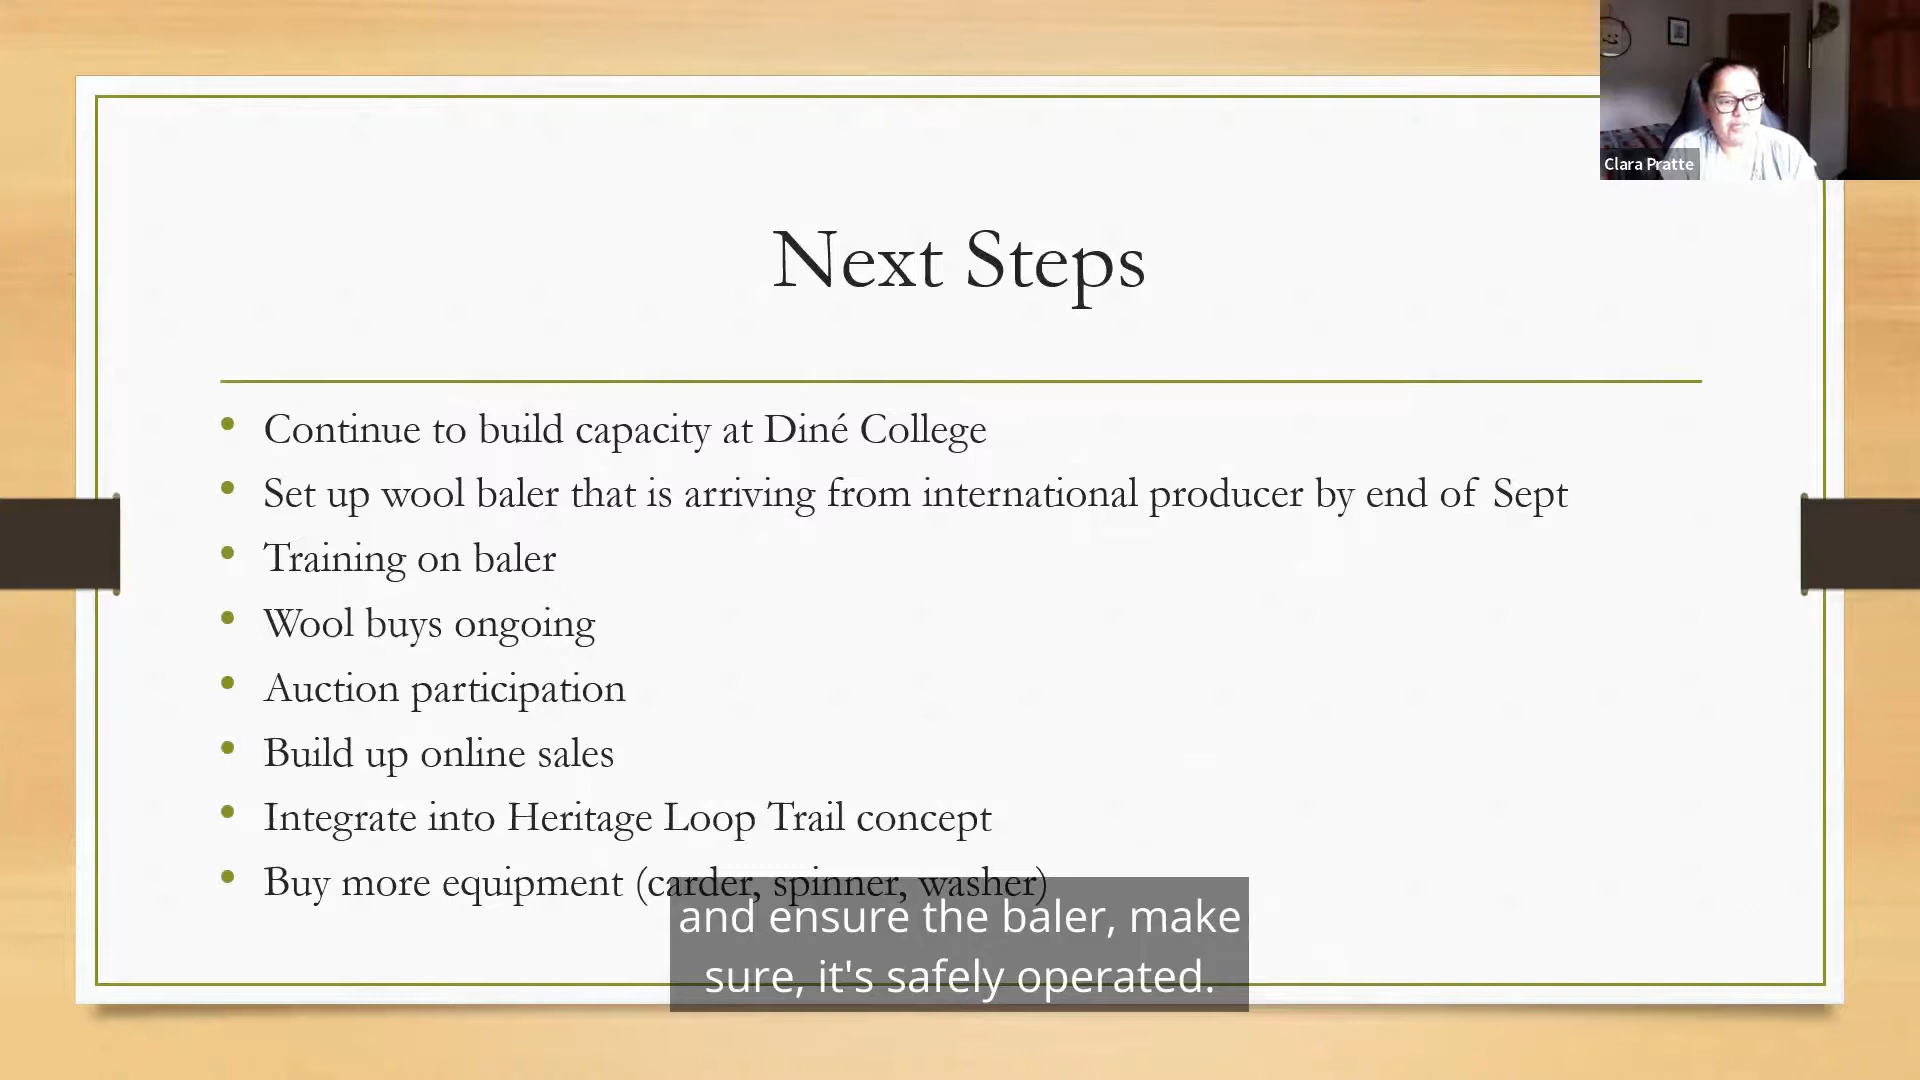 Clara Pratte
Next Steps
• Continue to build capacity at Diné College
• Set up wool baler that is arriving from international producer by end of Sept
• Training on baler
• Wool buys ongoing
• Auction participation
• Build up online sales
• Integrate into Heritage Loop Trail concept
• Buy more equipment (carder, spinner, washer)
and ensure the baler, make
sure, it's safely operated.